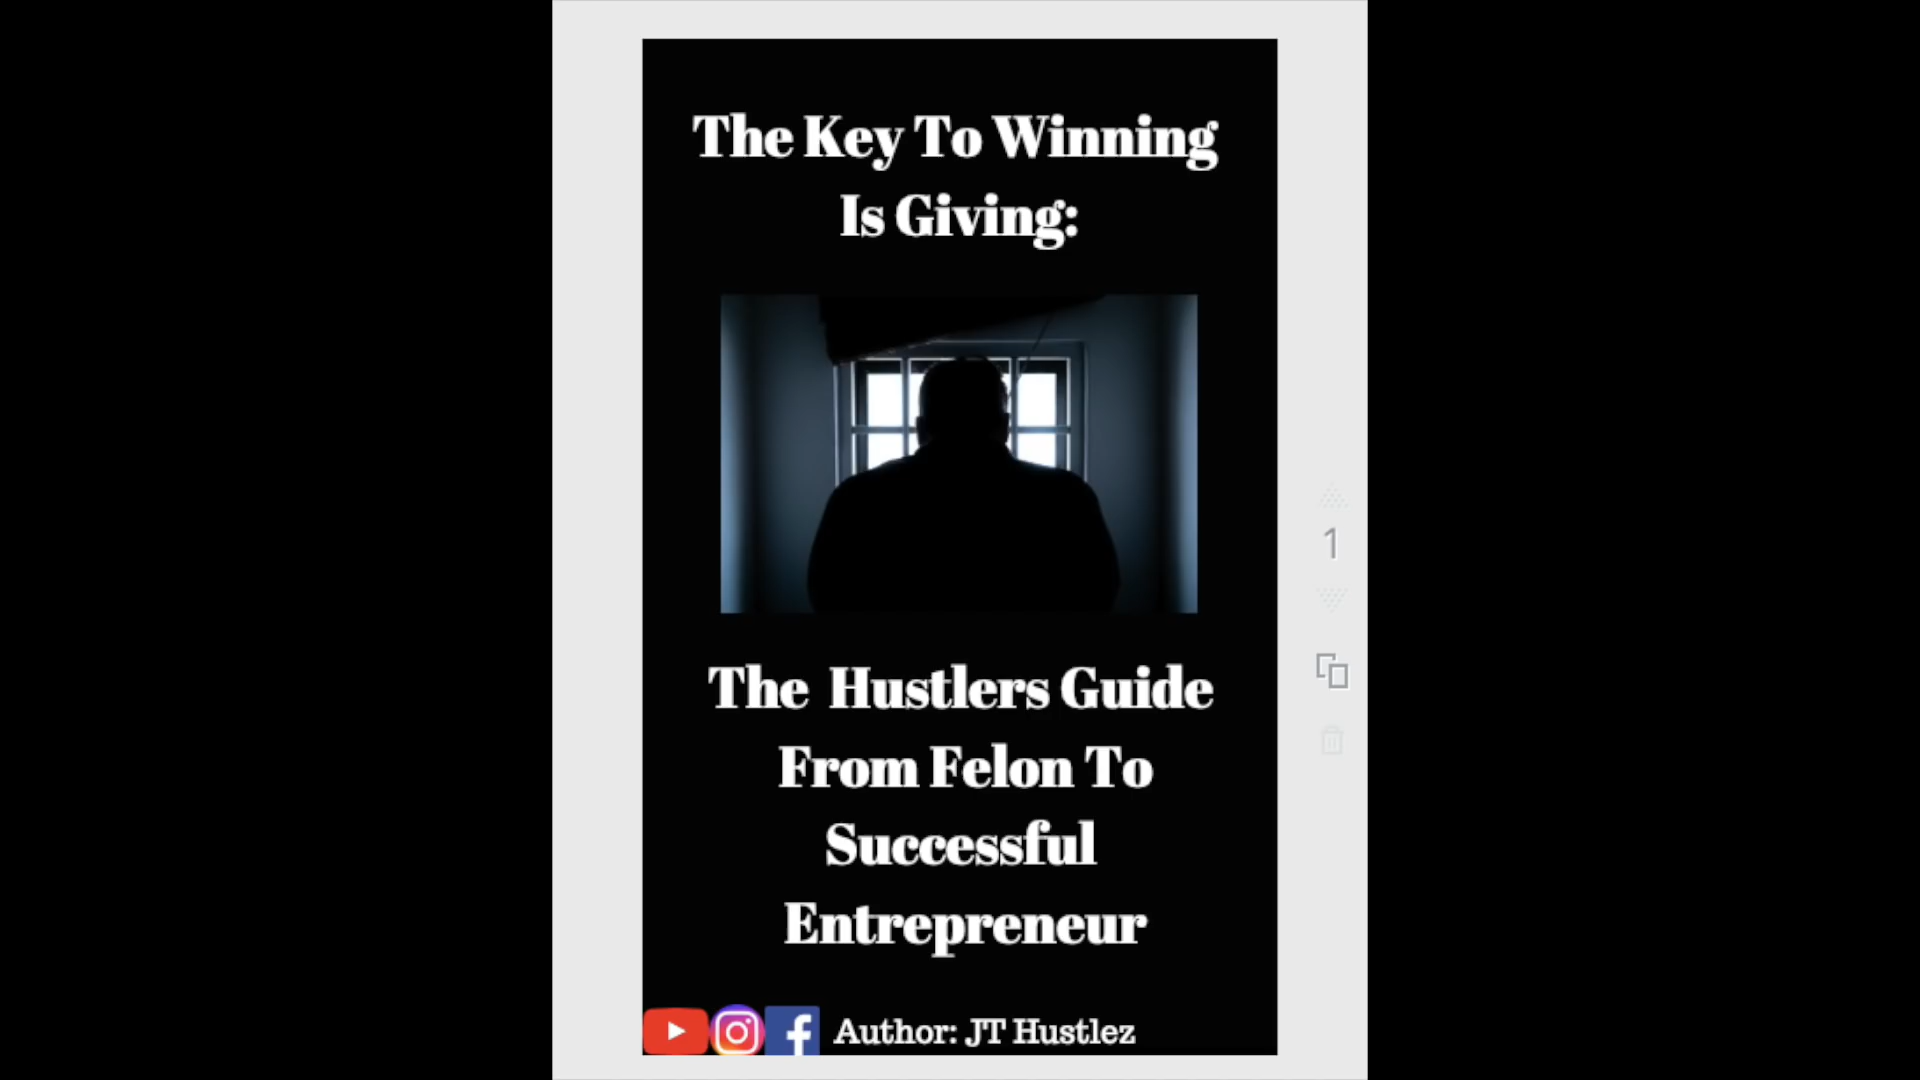 The Key To Winning
Is Giving:
The Hustlers Guide
From Felon To
Successful
Entrepreneur
Author: JT Hustlez
1